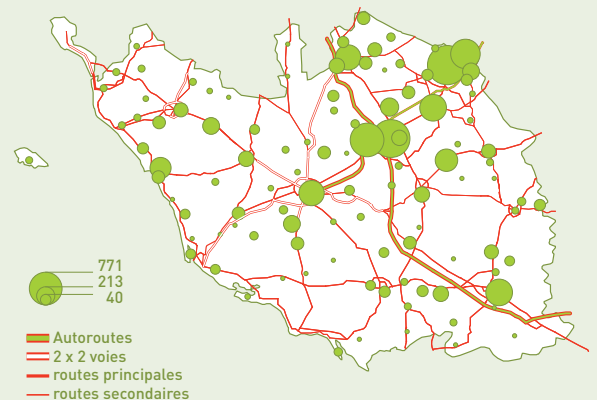 771
213
40
Autoroutes
2 x 2 voies
routes principales
routes secondaires